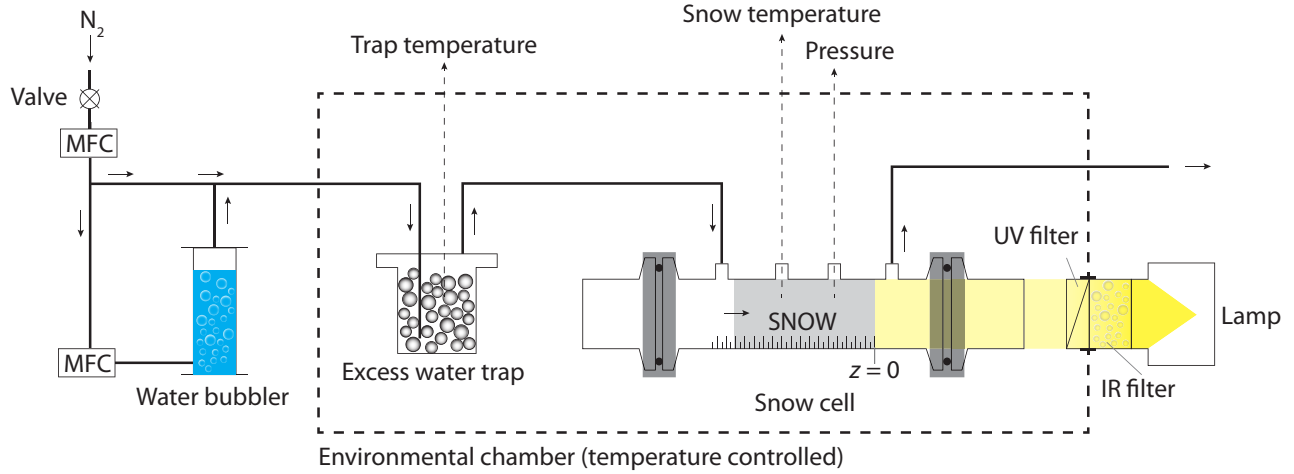 N2
Valve
MFC
MFC
Water bubbler
Trap temperature
Excess water trap
Snow temperature
Pressure
SNOW
z = 0
Snow cell
UV filter
IR filter
Lamp
Environmental chamber (temperature controlled)